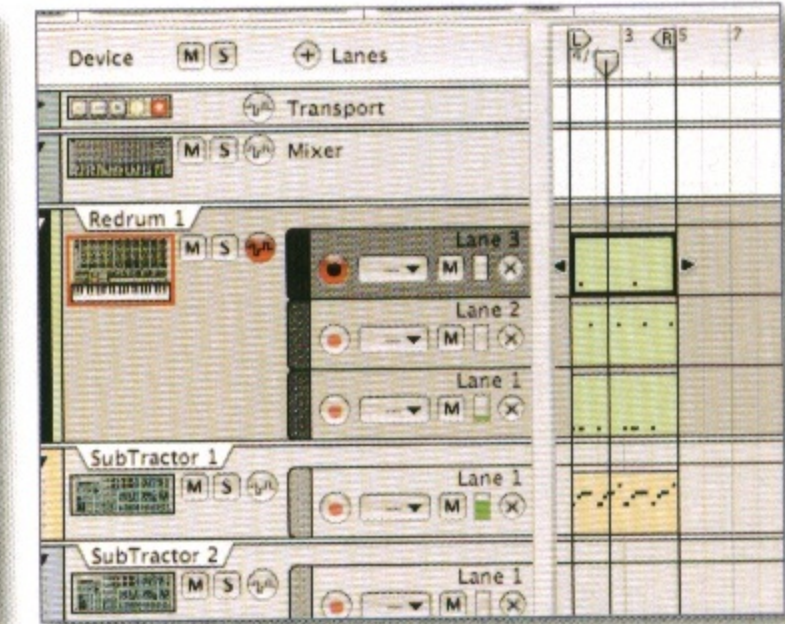 Device M S + Lanes
L 3 R 5 7
Transport
M S Mixer
Redrum 1
M S
Lane 3
M
Lane 2
M
Lane 1
M
SubTractor 1
M S
Lane 1
M
SubTractor 2
M S
Lane 1
M